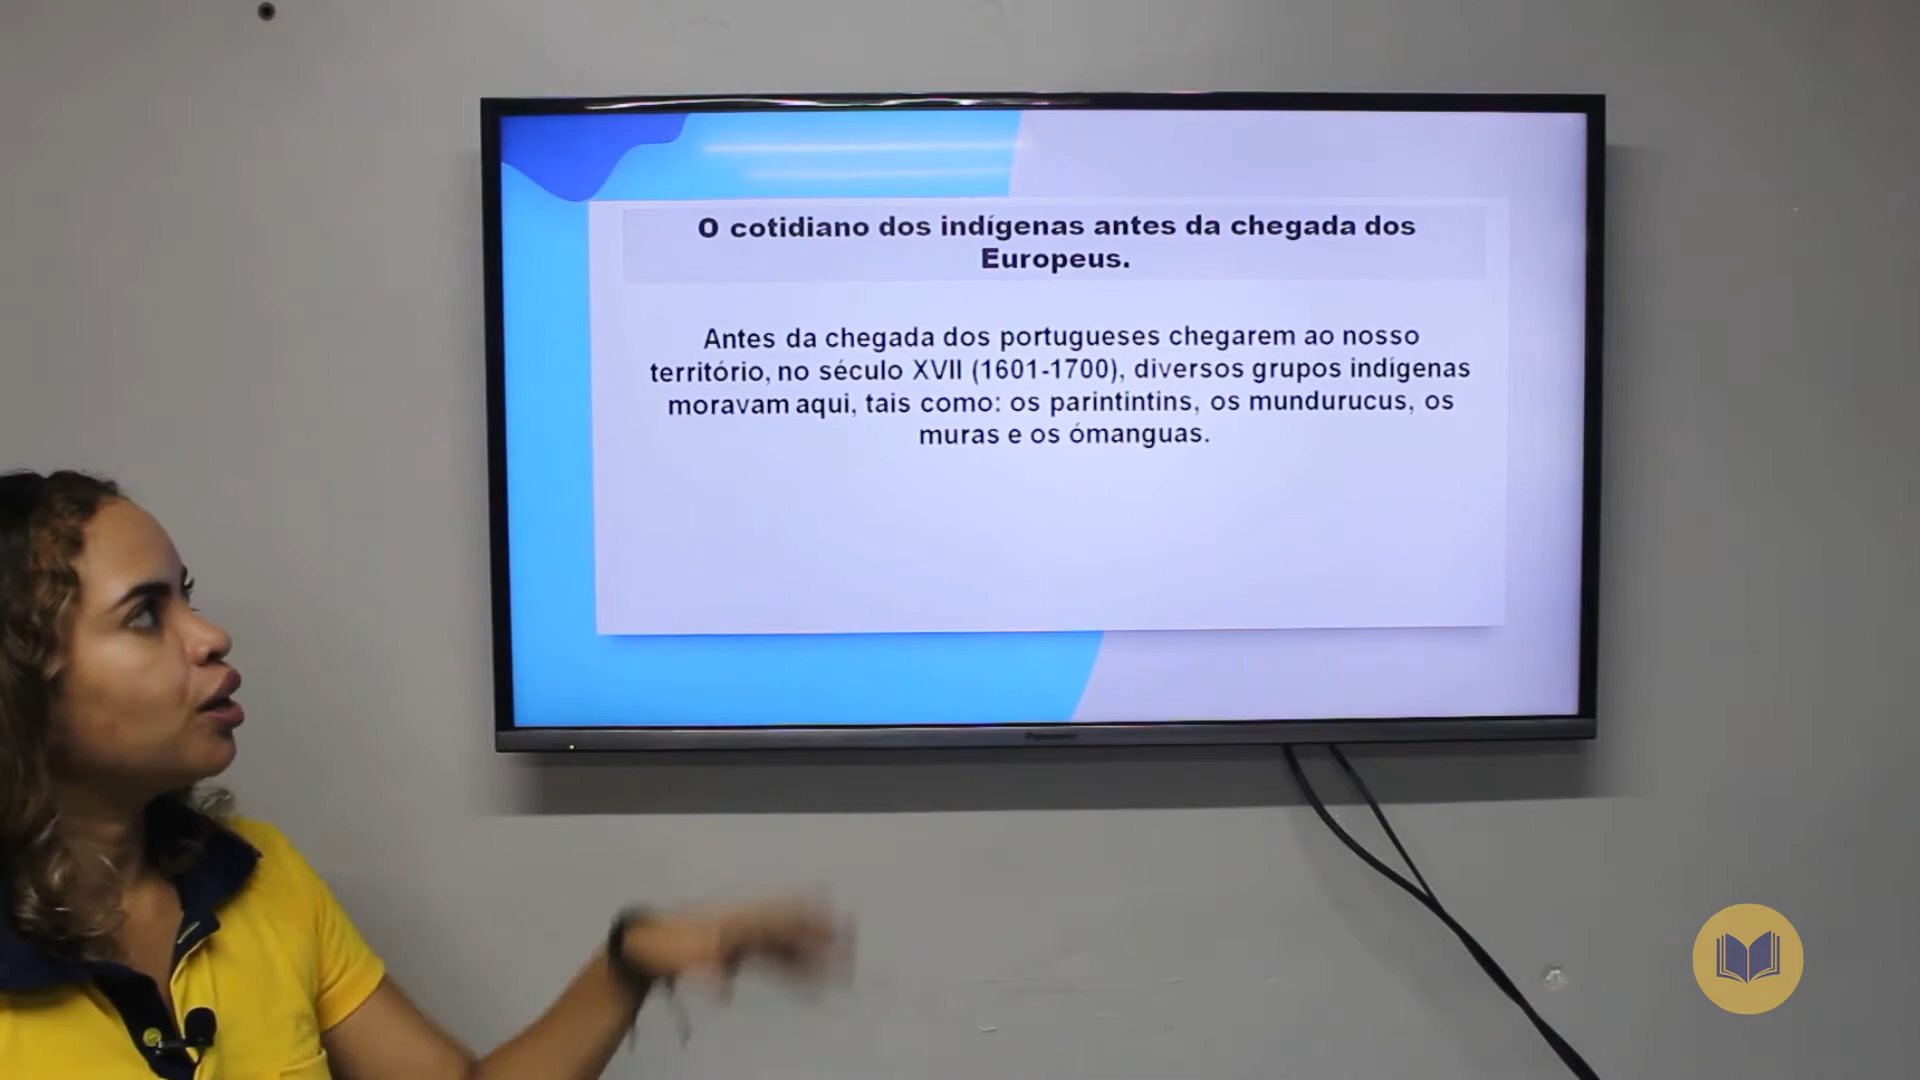 O cotidiano dos indígenas antes da chegada dos
Europeus.
Antes da chegada dos portugueses chegarem ao nosso
território, no século XVII (1601-1700), diversos grupos indígenas
moravam aqui, tais como: os parintintins, os mundurucus, os
muras e os ómanguas.
Panasonic